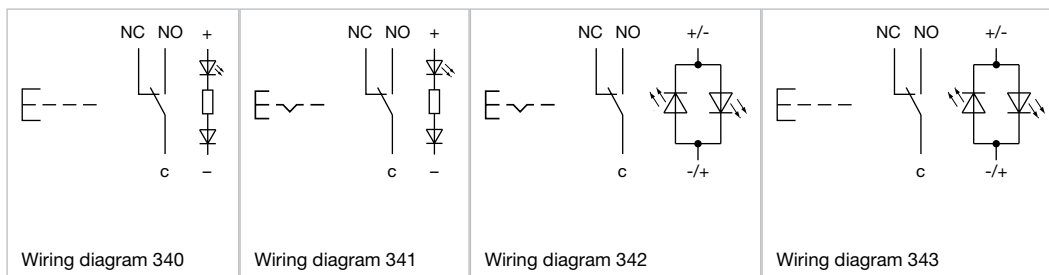 NC NO +
c –
Wiring diagram 340
NC NO +
c –
Wiring diagram 341
NC NO +/-
c -/+
Wiring diagram 342
NC NO +/-
c -/+
Wiring diagram 343